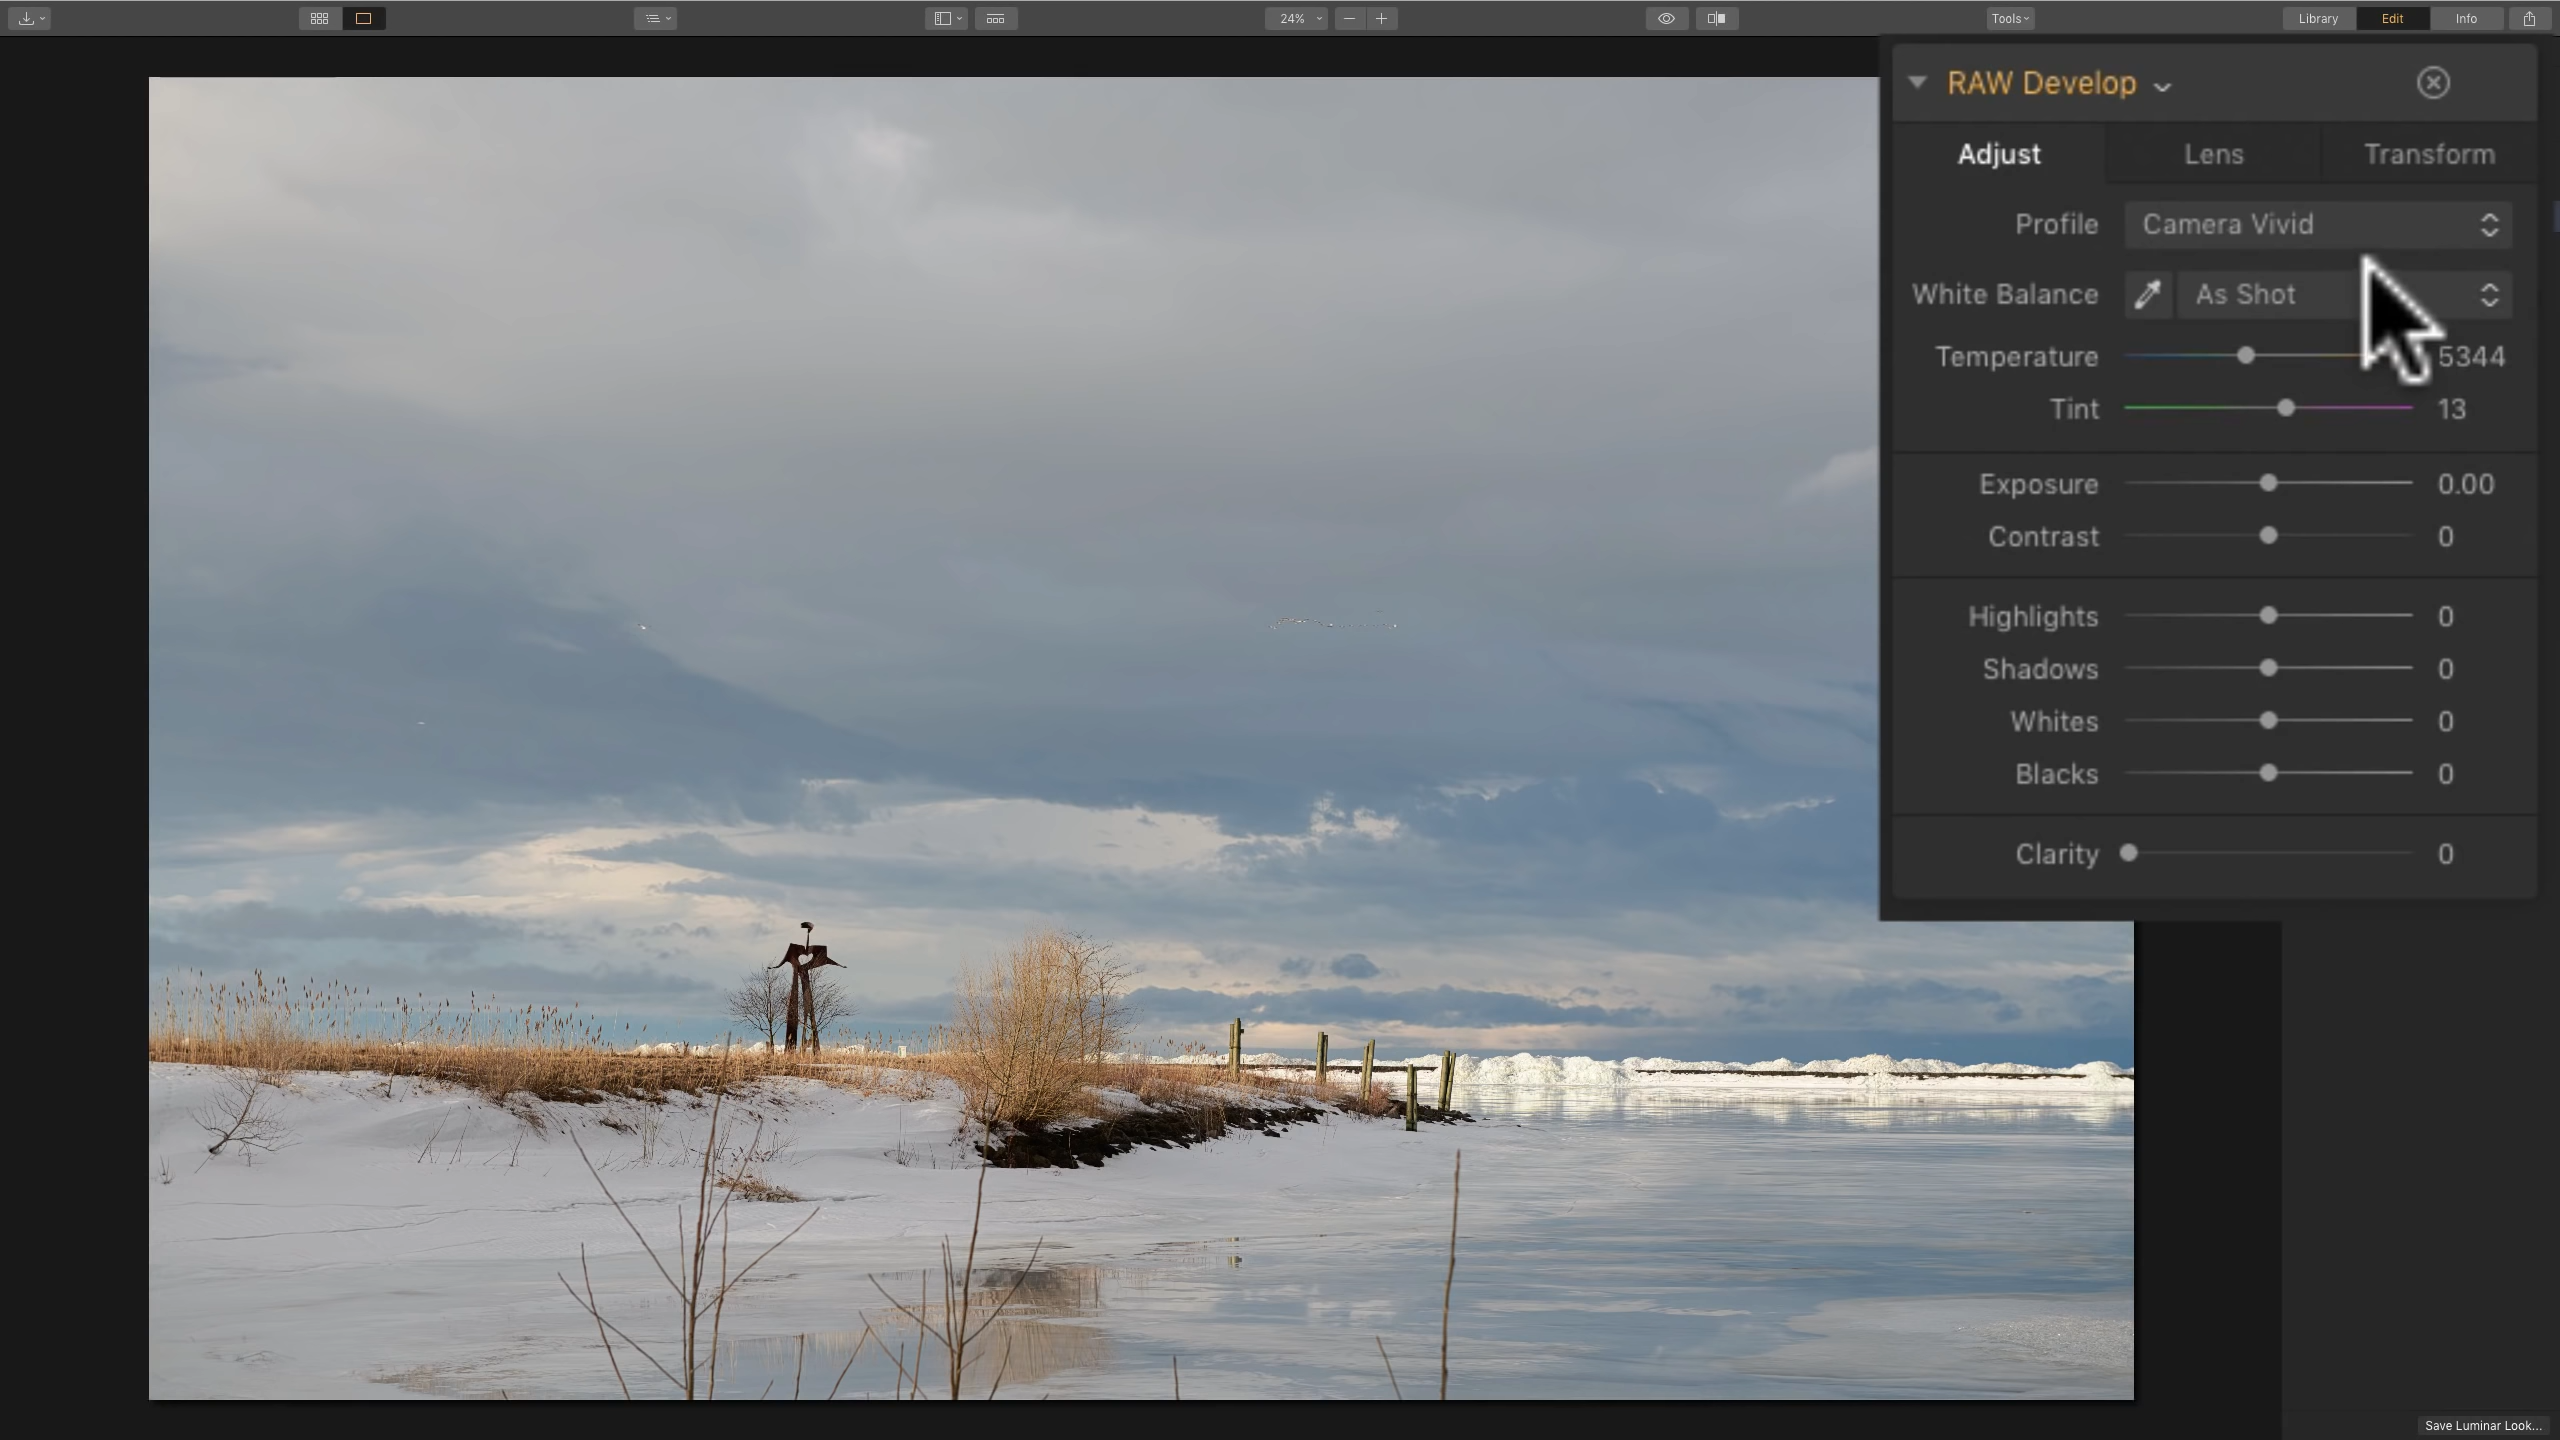 24%
Tools
Library
Edit
Info
RAW Develop
Adjust
Lens
Transform
Profile
Camera Vivid
White Balance
As Shot
Temperature
5344
Tint
13
Exposure
0.00
Contrast
0
Highlights
0
Shadows
0
Whites
0
Blacks
0
Clarity
0
Save Luminar Look...